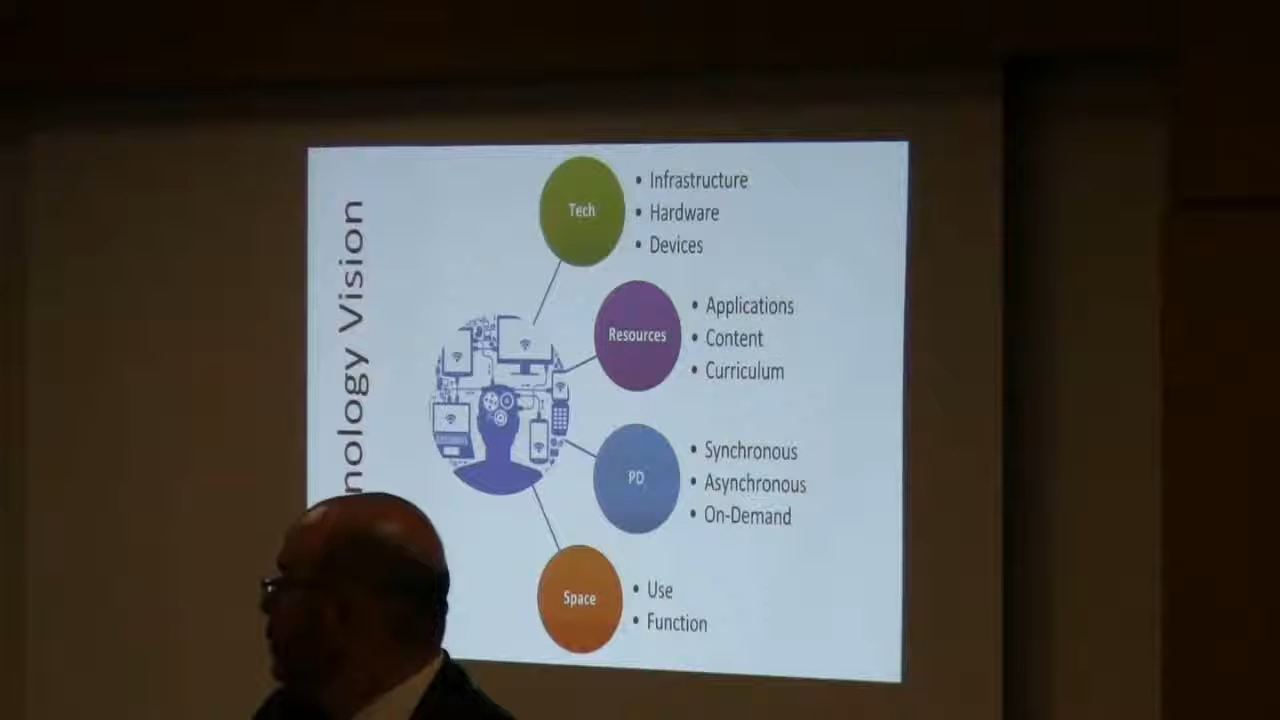 nology Vision
Tech
• Infrastructure
• Hardware
• Devices
Resources
• Applications
• Content
• Curriculum
PD
• Synchronous
• Asynchronous
• On-Demand
Space
• Use
• Function